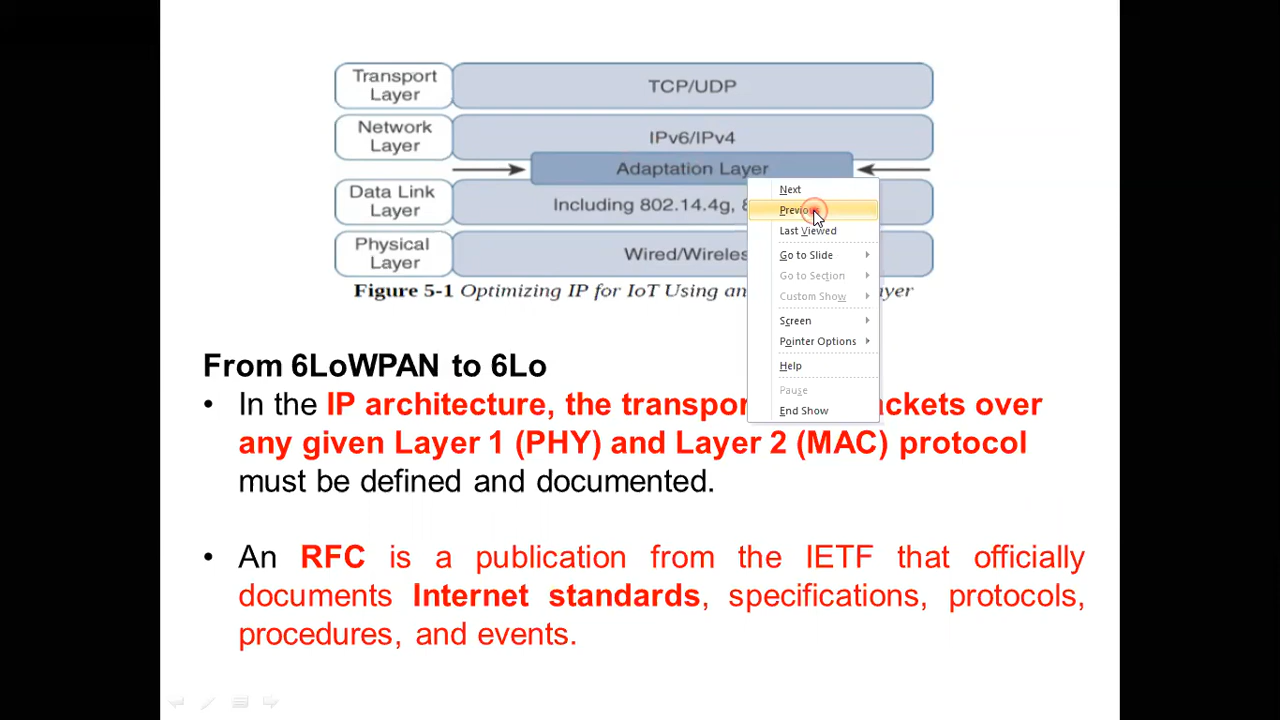 Transport
Layer
TCP/UDP
Network
Layer
IPv6/IPv4
Adaptation Layer
Data Link
Layer
Including 802.14.4g,
Physical
Layer
Wired/Wireles
Figure 5-1 Optimizing IP for IoT Using an
Next
Previous
Last Viewed
Go to Slide
Go to Section
Custom Show
Screen
Pointer Options
Help
Pause
End Show
From 6LoWPAN to 6Lo
• In the IP architecture, the transpor ackets over
any given Layer 1 (PHY) and Layer 2 (MAC) protocol
must be defined and documented.
• An RFC is a publication from the IETF that officially
documents Internet standards, specifications, protocols,
procedures, and events.